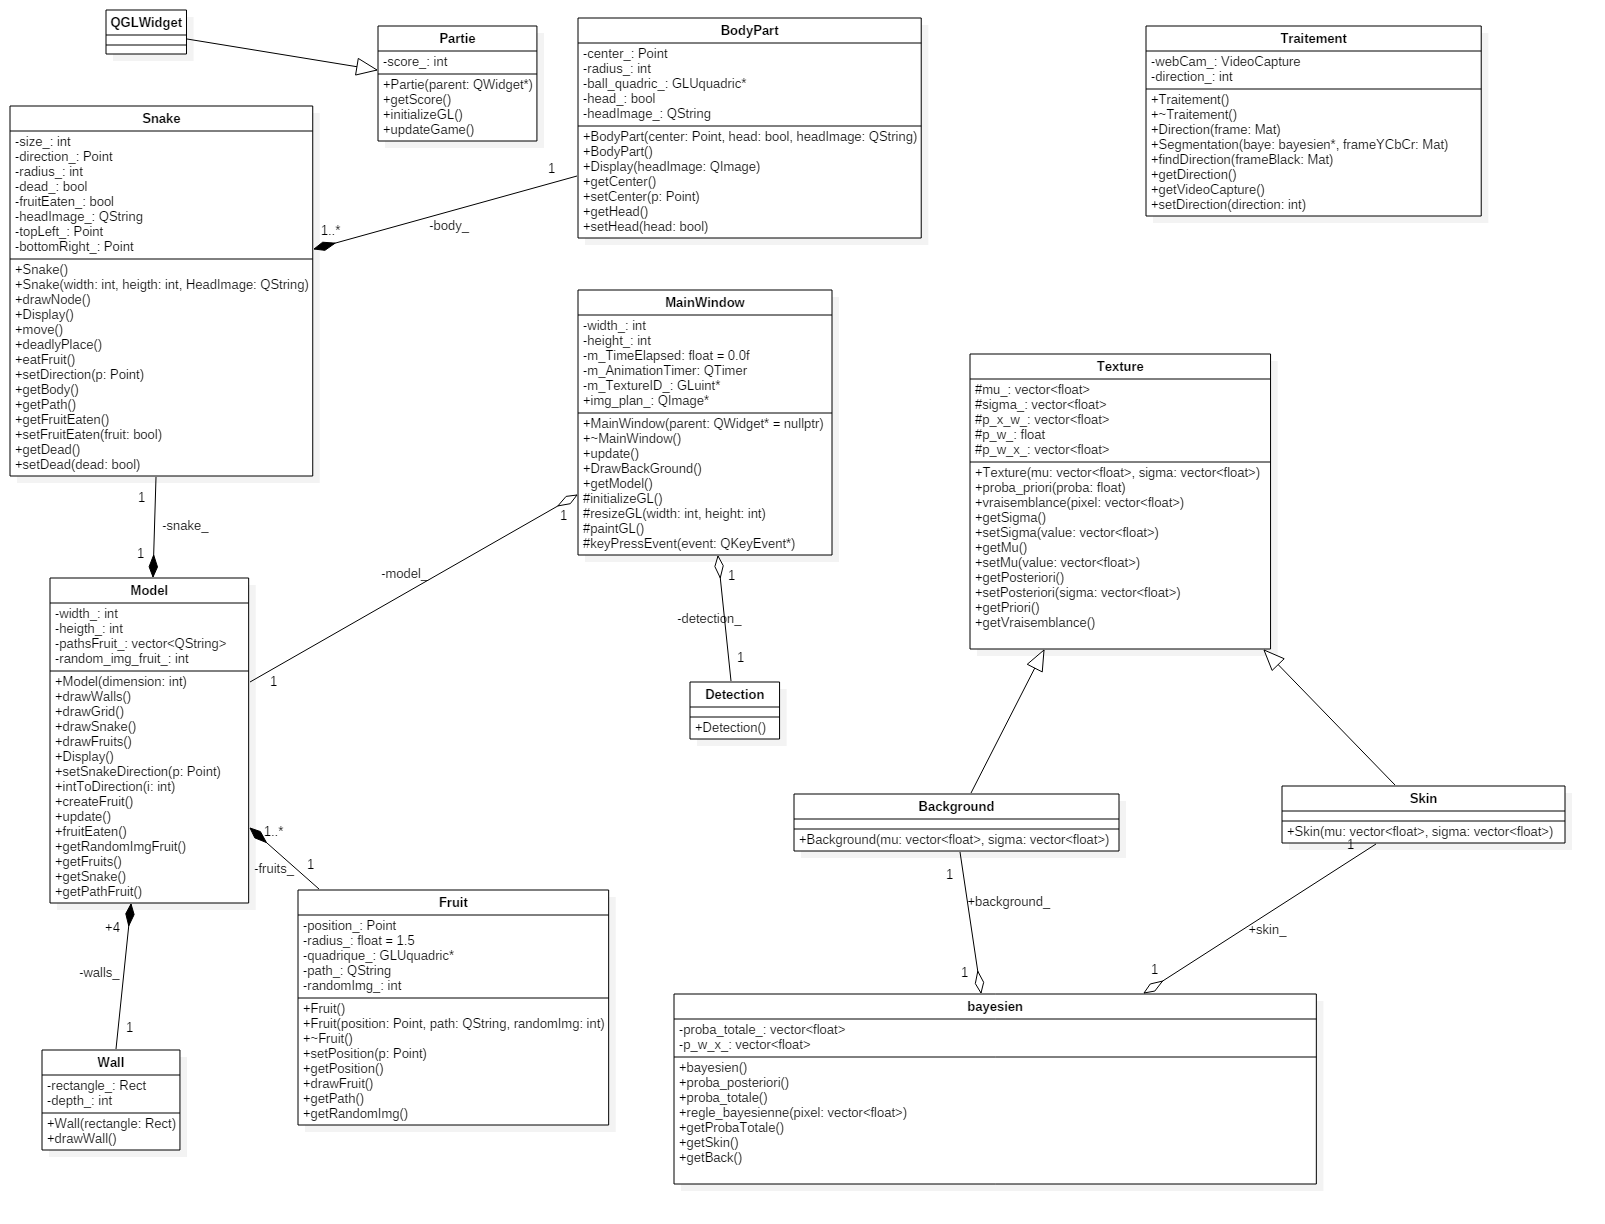 QGLWidget
Partie
-score_: int
+Partie(parent: QWidget*)
+getScore()
+initializeGL()
+updateGame()
BodyPart
-center_: Point
-radius_: int
-ball_quadric_: GLUquadric*
-head_: bool
-headImage_: QString
+BodyPart(center: Point, head: bool, headImage: QString)
+BodyPart()
+Display(headImage: QImage)
+getCenter()
+setCenter(p: Point)
+getHead()
+setHead(head: bool)
Traitement
-webCam_: VideoCapture
-direction_: int
+Traitement()
+~Traitement()
+Direction(frame: Mat)
+Segmentation(baye: bayesien*, frameYCbCr: Mat)
+findDirection(frameBlack: Mat)
+getDirection()
+getVideoCapture()
+setDirection(direction: int)
Snake
-size_: int
-direction_: Point
-radius_: int
-dead_: bool
-fruitEaten_: bool
-headImage_: QString
-topLeft_: Point
-bottomRight_: Point
+Snake()
+Snake(width: int, heigth: int, HeadImage: QString)
+drawNode()
+Display()
+move()
+deadlyPlace()
+eatFruit()
+setDirection(p: Point)
+getBody()
+getPath()
+getFruitEaten()
+setFruitEaten(fruit: bool)
+getDead()
+setDead(dead: bool)
1
1..*
-body_
MainWindow
-width_: int
-height_: int
-m_TimeElapsed: float = 0.0f
-m_AnimationTimer: QTimer
-m_TextureID_: GLuint*
+img_plan_: QImage*
+MainWindow(parent: QWidget* = nullptr)
+~MainWindow()
+update()
+DrawBackGround()
+getModel()
#initializeGL()
#resizeGL(width: int, height: int)
#paintGL()
#keyPressEvent(event: QKeyEvent*)
Texture
#mu_: vector<float>
#sigma_: vector<float>
#p_x_w_: vector<float>
#p_w_: float
#p_w_x_: vector<float>
+Texture(mu: vector<float>, sigma: vector<float>)
+proba_priori(proba: float)
+vraisemblance(pixel: vector<float>)
+getSigma()
+setSigma(value: vector<float>)
+getMu()
+setMu(value: vector<float>)
+getPosteriori()
+setPosteriori(sigma: vector<float>)
+getPriori()
+getVraisemblance()
1
-snake_
1
1
-model_
1
1
-detection_
1
Detection
+Detection()
Model
-width_: int
-heigth_: int
-pathsFruit_: vector<QString>
-random_img_fruit_: int
+Model(dimension: int)
+drawWalls()
+drawGrid()
+drawSnake()
+drawFruits()
+Display()
+setSnakeDirection(p: Point)
+intToDirection(i: int)
+createFruit()
+update()
+fruitEaten()
+getRandomImgFruit()
+getFruits()
+getSnake()
+getPathFruit()
1..*
-fruits_
1
Background
+Background(mu: vector<float>, sigma: vector<float>)
Skin
+Skin(mu: vector<float>, sigma: vector<float>)
1
1
+background_
1
+skin_
1
+4
-walls_
1
Fruit
-position_: Point
-radius_: float = 1.5
-quadrique_: GLUquadric*
-path_: QString
-randomImg_: int
+Fruit()
+Fruit(position: Point, path: QString, randomImg: int)
+~Fruit()
+setPosition(p: Point)
+getPosition()
+drawFruit()
+getPath()
+getRandomImg()
Wall
-rectangle_: Rect
-depth_: int
+Wall(rectangle: Rect)
+drawWall()
bayesien
-proba_totale_: vector<float>
-p_w_x_: vector<float>
+bayesien()
+proba_posteriori()
+proba_totale()
+regle_bayesienne(pixel: vector<float>)
+getProbaTotale()
+getSkin()
+getBack()